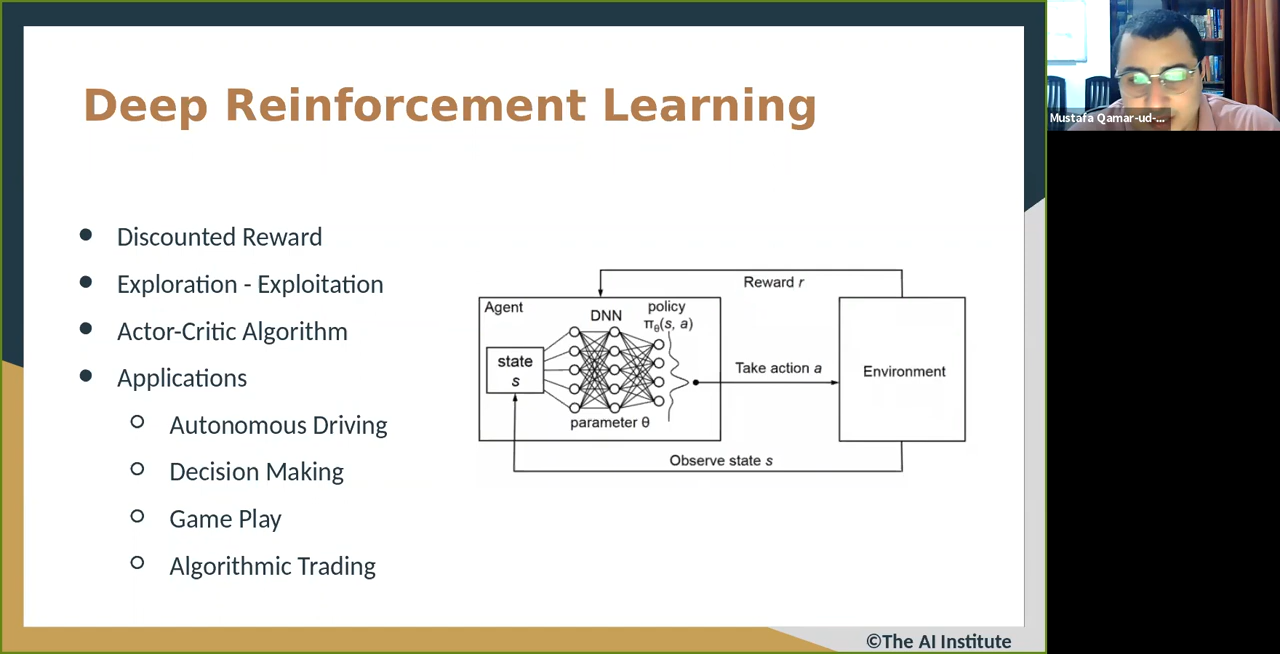 Deep Reinforcement Learning
● Discounted Reward
● Exploration - Exploitation
● Actor-Critic Algorithm
● Applications
○ Autonomous Driving
○ Decision Making
○ Game Play
○ Algorithmic Trading
Reward r
Agent
DNN
policy
πθ(s, a)
state
s
parameter θ
Take action a
Environment
Observe state s
©The AI Institute
Mustafa Qamar-ud-...